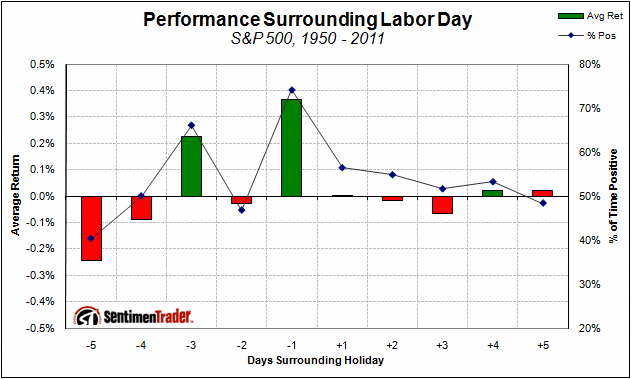 Performance Surrounding Labor Day
S&P 500, 1950 - 2011
Avg Ret
% Pos
0.5%
0.4%
0.3%
0.2%
0.1%
0.0%
-0.1%
-0.2%
-0.3%
-0.4%
-0.5%
Average Return
80%
70%
60%
50%
40%
30%
20%
% of Time Positive
SentimenTrader
-5 -4 -3 -2 -1 +1 +2 +3 +4 +5
Days Surrounding Holiday